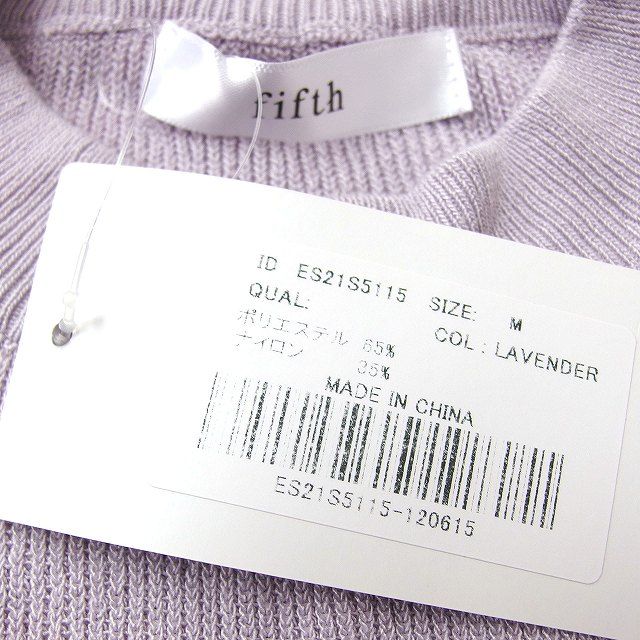 fifth
ID ES21S5115 SIZE: M
QUAL: COL : LAVENDER
ポリエステル 65%
ナイロン 35%
MADE IN CHINA
ES21S5115-120615